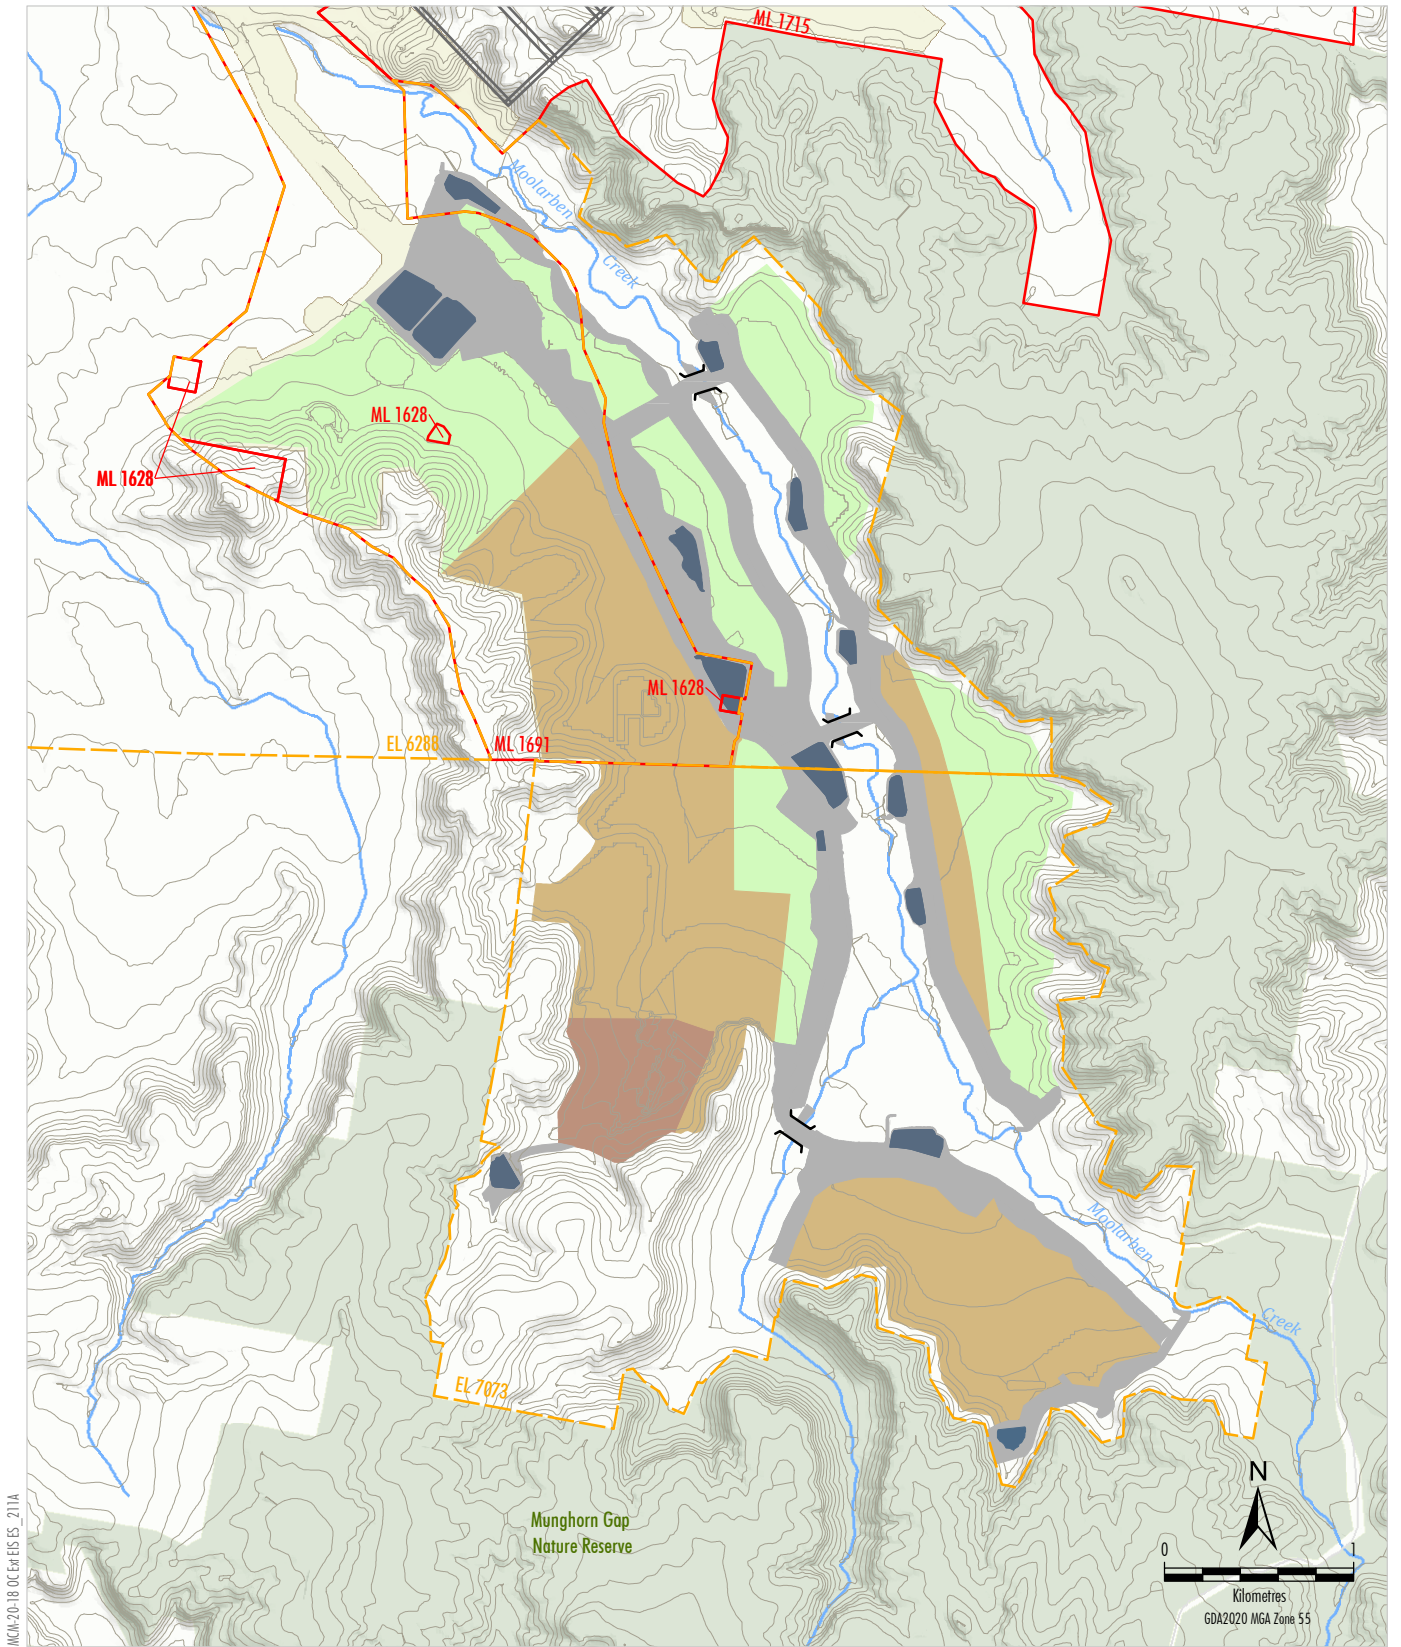 ML 1715
Moolarben
Creek
ML 1628
ML 1628
ML 1628
EL 6288
ML 1691
Moolarben
Creek
EL 7073
Munghorn Gap
Nature Reserve
N
0 1
Kilometres
GDA2020 MGA Zone 55
MCM-20-18 OC Ext EIS ES_211A